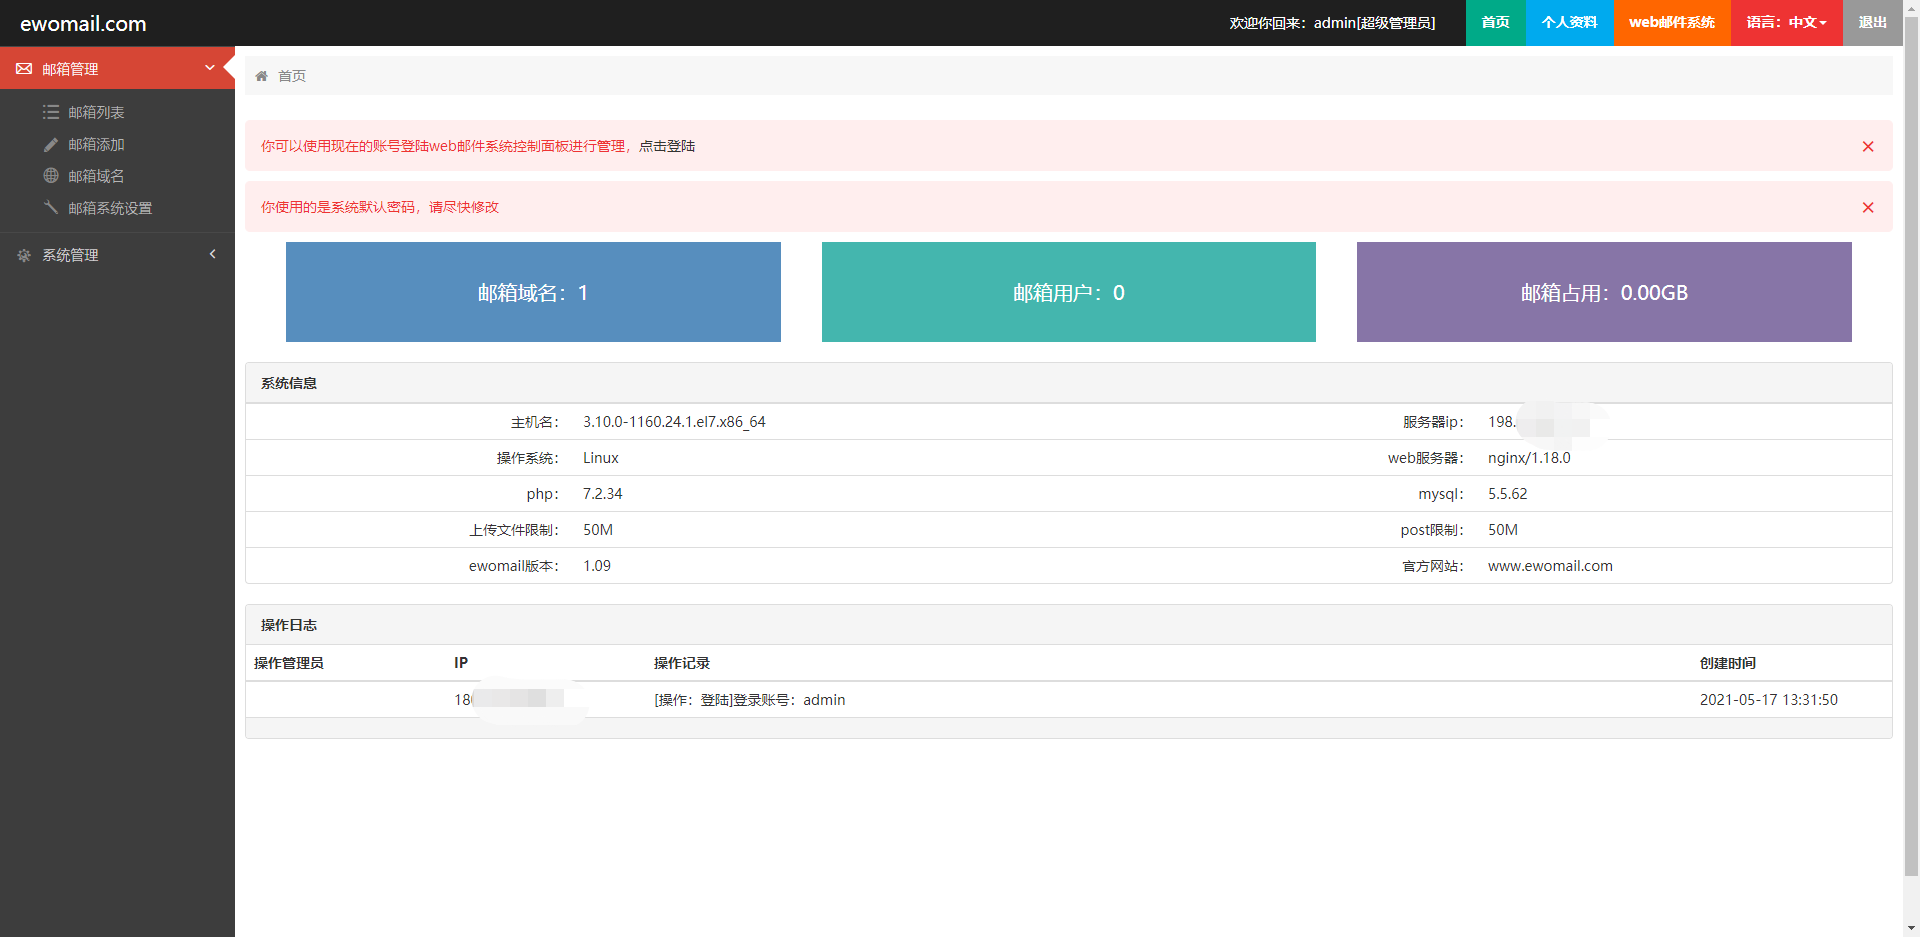 ewomail.com
欢迎你回来：admin[超级管理员]
首页
个人资料
web邮件系统
语言：中文
退出
邮箱管理
邮箱列表
邮箱添加
邮箱域名
邮箱系统设置
系统管理
首页
你可以使用现在的账号登陆web邮件系统控制面板进行管理，点击登陆
你使用的是系统默认密码，请尽快修改
邮箱域名：1
邮箱用户：0
邮箱占用：0.00GB
系统信息
主机名： 3.10.0-1160.24.1.el7.x86_64 服务器ip： 198.
操作系统： Linux web服务器： nginx/1.18.0
php： 7.2.34 mysql： 5.5.62
上传文件限制： 50M post限制： 50M
ewomail版本： 1.09 官方网站： www.ewomail.com
操作日志
操作管理员 IP 操作记录 创建时间
18 [操作：登陆]登录账号：admin 2021-05-17 13:31:50